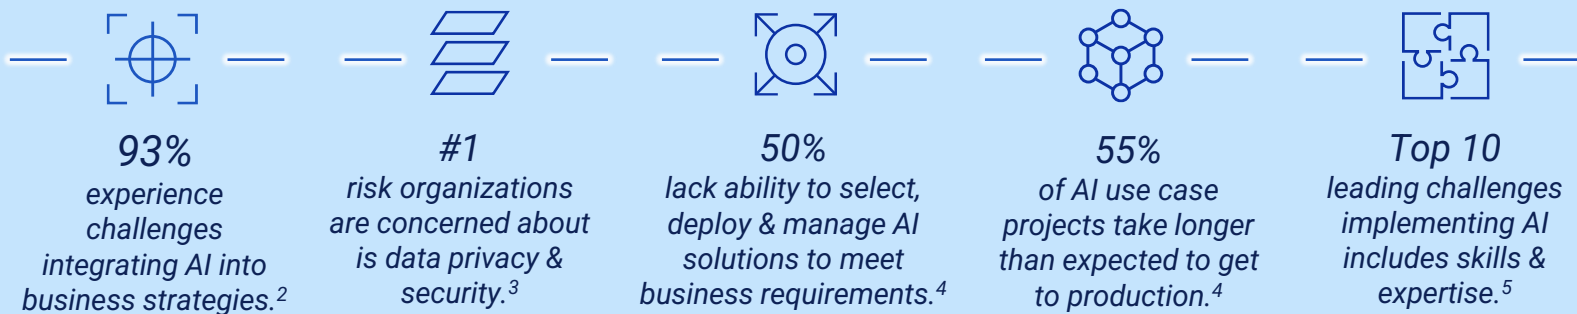 93%
experience
challenges
integrating AI into
business strategies.2
#1
risk organizations
are concerned about
is data privacy &
security.3
50%
lack ability to select,
deploy & manage AI
solutions to meet
business requirements.4
55%
of AI use case
projects take longer
than expected to get
to production.4
Top 10
leading challenges
implementing AI
includes skills &
expertise.5